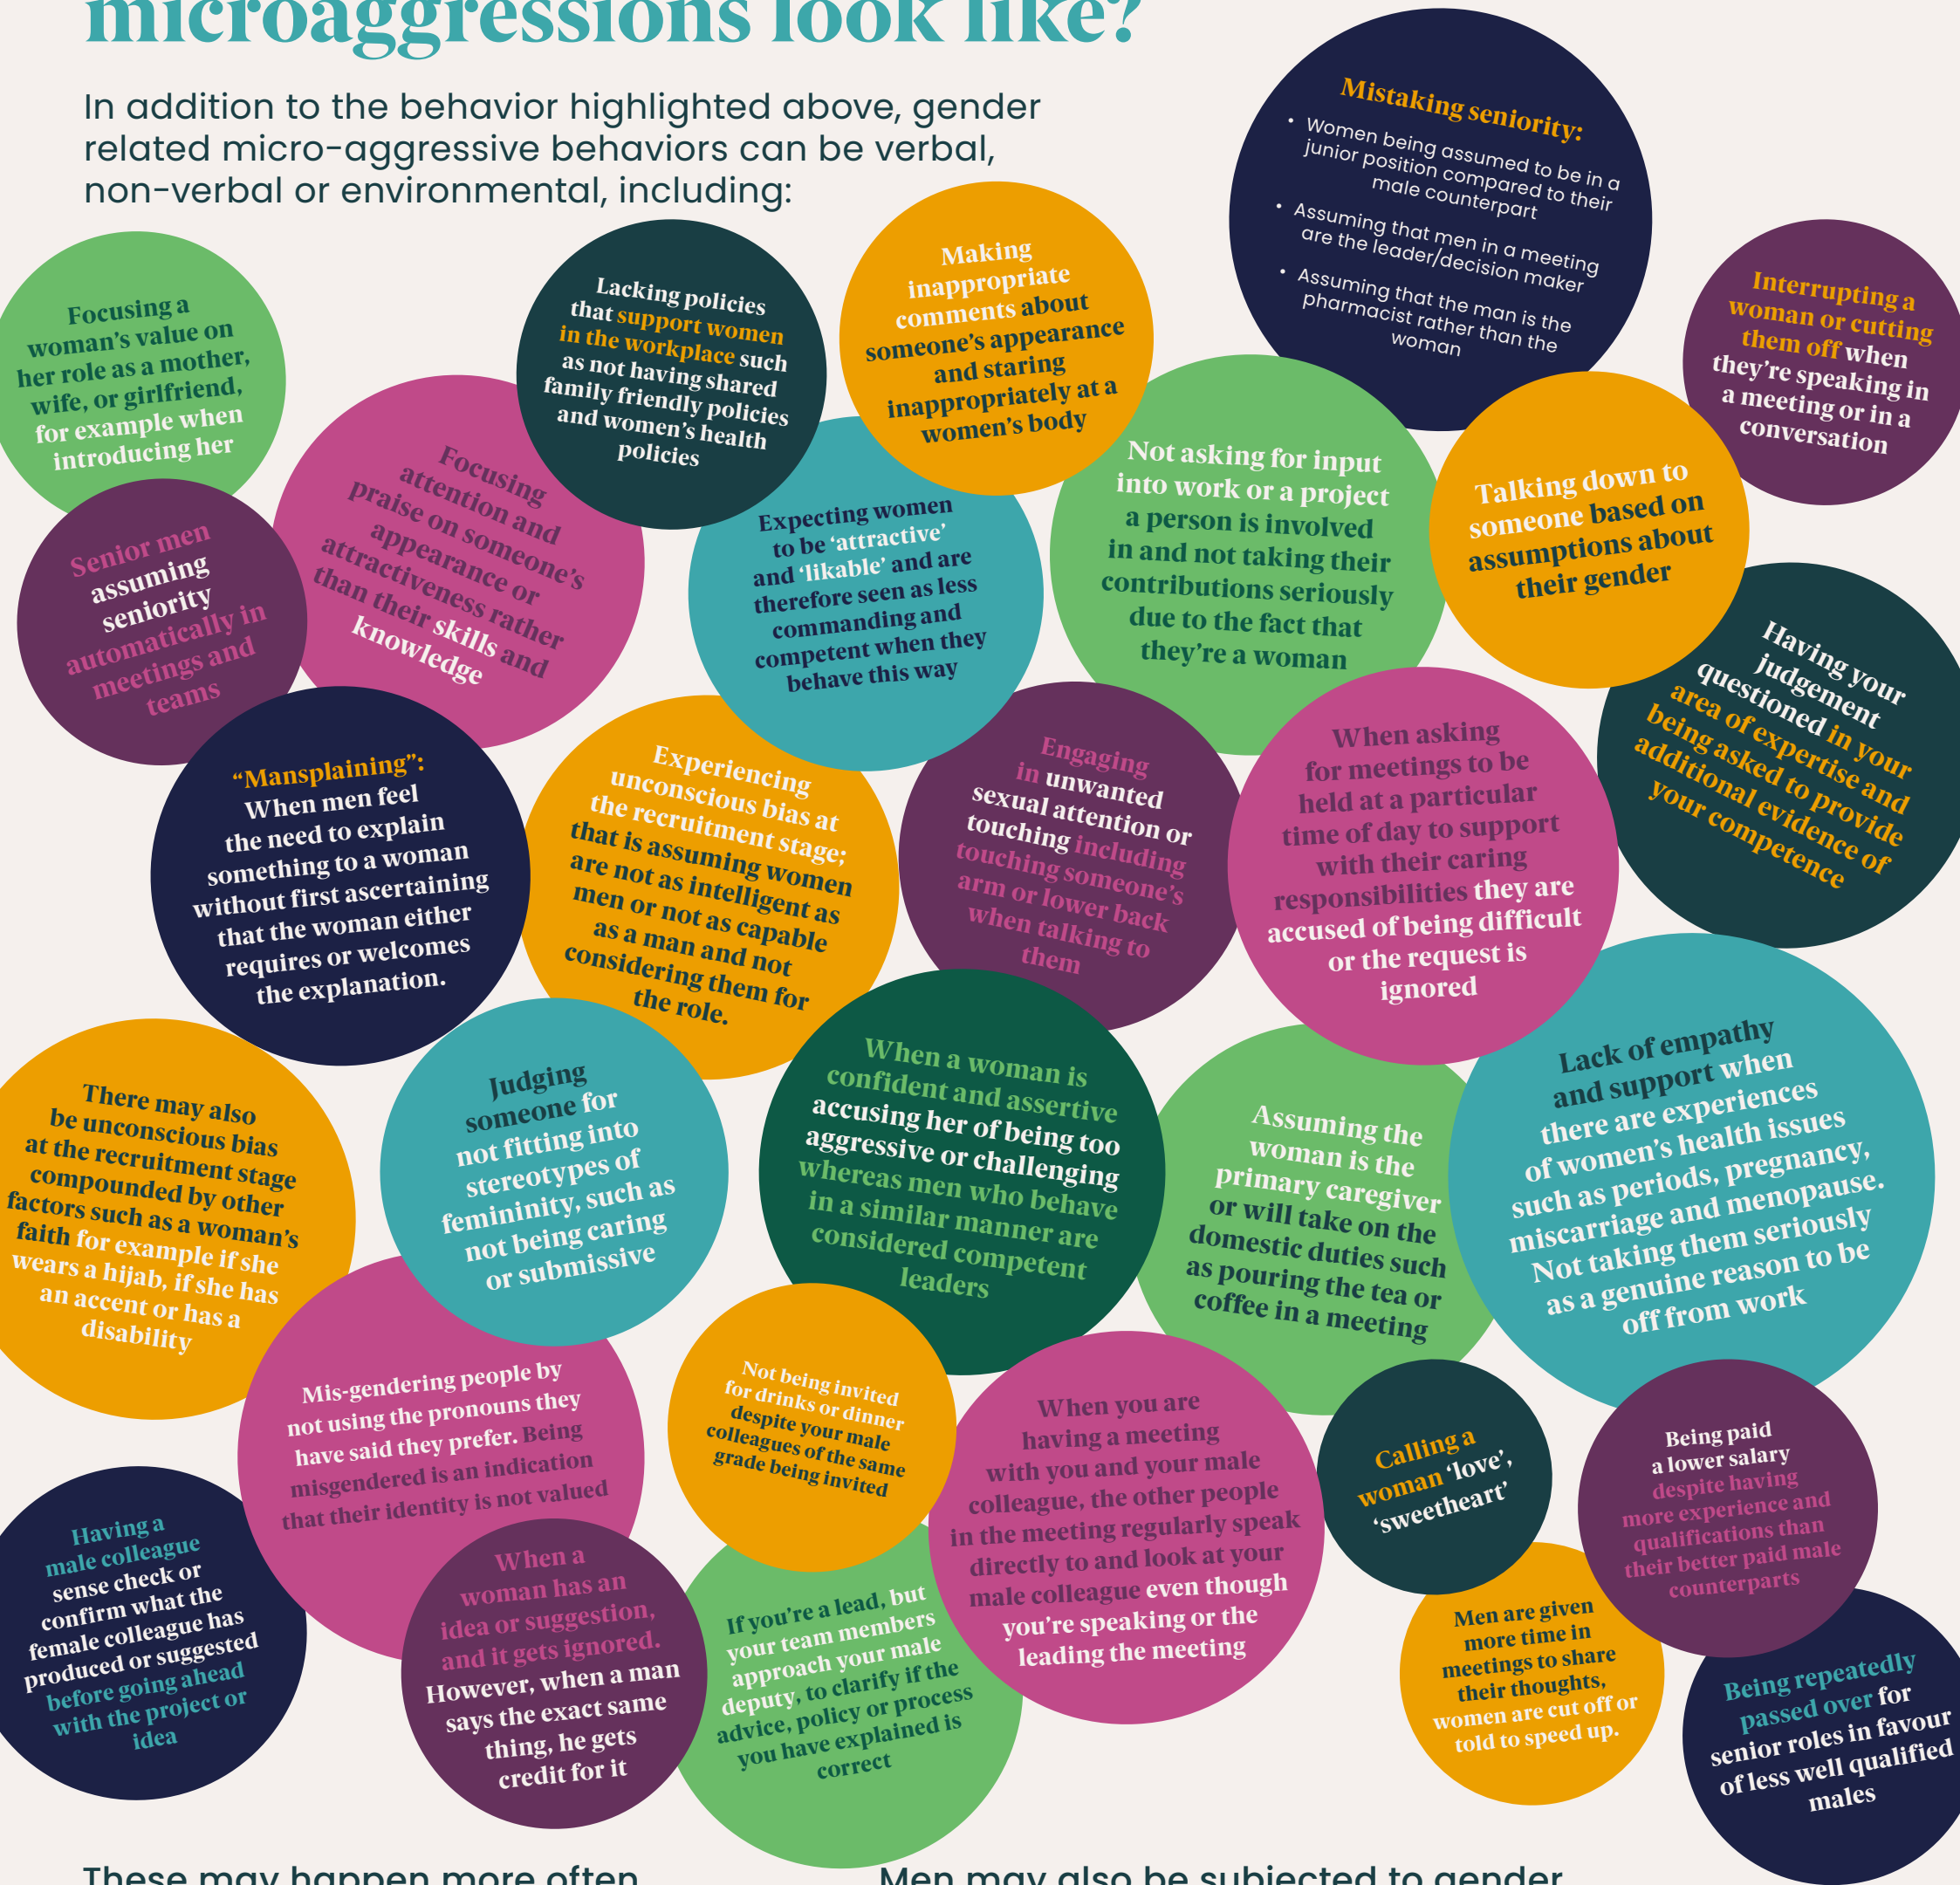 microaggressions look like?
In addition to the behavior highlighted above, gender
related micro-aggressive behaviors can be verbal,
non-verbal or environmental, including:
Mistaking seniority:
• Women being assumed to be in a
junior position compared to their
male counterpart
• Assuming that men in a meeting
are the leader/decision maker
• Assuming that the man is the
pharmacist rather than the
woman
Focusing a
woman's value on
her role as a mother,
wife, or girlfriend,
for example when
introducing her
Lacking policies
that support women
in the workplace such
as not having shared
family friendly policies
and women's health
policies
Making
inappropriate
comments about
someone's appearance
and staring
inappropriately at a
women's body
Interrupting a
woman or cutting
them off when
they're speaking in
a meeting or in a
conversation
Senior men
assuming
seniority
automatically in
meetings and
teams
Focusing
attention and
praise on someone's
appearance or
attractiveness rather
than their skills and
knowledge
Expecting women
to be ‘attractive’
and ‘likable’ and are
therefore seen as less
commanding and
competent when they
behave this way
Not asking for input
into work or a project
a person is involved
in and not taking their
contributions seriously
due to the fact that
they're a woman
Talking down to
someone based on
assumptions about
their gender
Having your
judgement
questioned in your
area of expertise and
being asked to provide
additional evidence of
your competence
“Mansplaining”:
When men feel
the need to explain
something to a woman
without first ascertaining
that the woman either
requires or welcomes
the explanation.
Experiencing
unconscious bias at
the recruitment stage;
that is assuming women
are not as intelligent as
men or not as capable
as a man and not
considering them for
the role.
Engaging
in unwanted
sexual attention or
touching including
touching someone's
arm or lower back
when talking to
them
When asking
for meetings to be
held at a particular
time of day to support
with their caring
responsibilities they are
accused of being difficult
or the request is
ignored
There may also
be unconscious bias
at the recruitment stage
compounded by other
factors such as a woman's
faith for example if she
wears a hijab, if she has
an accent or has a
disability
Judging
someone for
not fitting into
stereotypes of
femininity, such as
not being caring
or submissive
When a woman is
confident and assertive
accusing her of being too
aggressive or challenging
whereas men who behave
in a similar manner are
considered competent
leaders
Assuming the
woman is the
primary caregiver
or will take on the
domestic duties such
as pouring the tea or
coffee in a meeting
Lack of empathy
and support when
there are experiences
of women's health issues
such as periods, pregnancy,
miscarriage and menopause.
Not taking them seriously
as a genuine reason to be
off from work
Mis-gendering people by
not using the pronouns they
have said they prefer. Being
misgendered is an indication
that their identity is not valued
Not being invited
for drinks or dinner
despite your male
colleagues of the same
grade being invited
When you are
having a meeting
with you and your male
colleague, the other people
in the meeting regularly speak
directly to and look at your
male colleague even though
you're speaking or the
leading the meeting
Calling a
woman ‘love’,
‘sweetheart’
Being paid
a lower salary
despite having
more experience and
qualifications than
their better paid male
counterparts
Having a
male colleague
sense check or
confirm what the
female colleague has
produced or suggested
before going ahead
with the project or
idea
When a
woman has an
idea or suggestion,
and it gets ignored.
However, when a man
says the exact same
thing, he gets
credit for it
If you're a lead, but
your team members
approach your male
deputy, to clarify if the
advice, policy or process
you have explained is
correct
Men are given
more time in
meetings to share
their thoughts,
women are cut off or
told to speed up.
Being repeatedly
passed over for
senior roles in favour
of less well qualified
males
These may happen more often
Men may also be subjected to gender